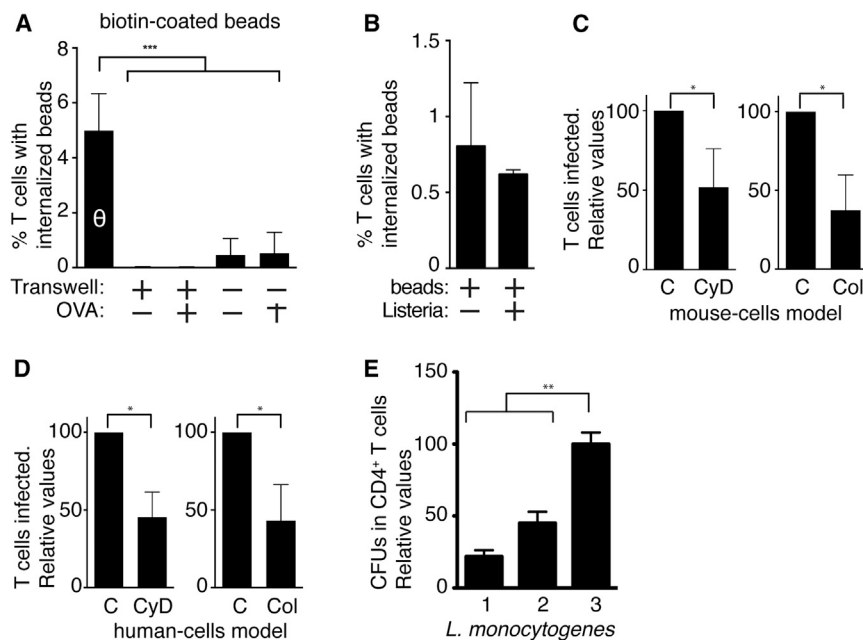 A
biotin-coated beads
***
% T cells with
internalized beads
8
6
4
2
0
θ
Transwell: + + − −
OVA: − + − +
B
% T cells with
internalized beads
1.5
1
0.5
0
beads: + +
Listeria: − +
C
T cells infected.
Relative values
100
50
0
*
C CyD
100
50
0
*
C Col
mouse-cells model
D
T cells infected.
Relative values
100
50
0
*
C CyD
100
50
0
*
C Col
human-cells model
E
CFUs in CD4⁺ T cells
Relative values
150
100
50
0
**
1 2 3
L. monocytogenes